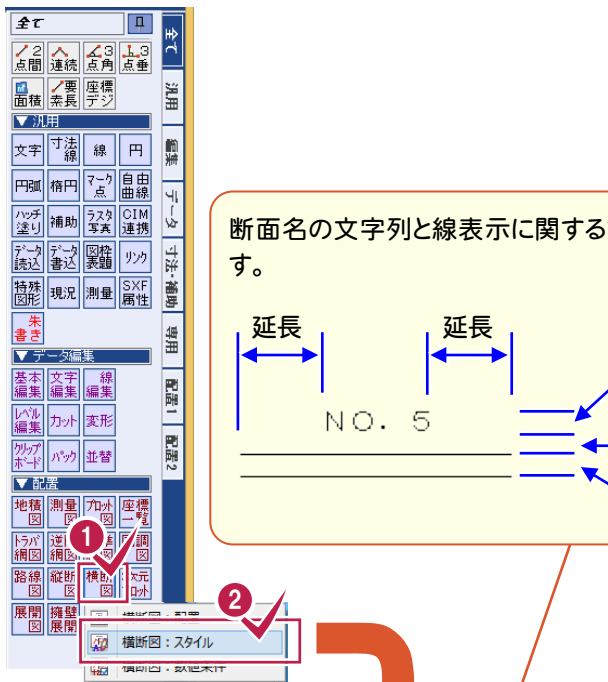 全て
2点間 連続 3点角 3点垂
面積 要素長 座標デジ
▼ 汎用
文字 寸法線 線 円
円弧 楕円 マーク点 自由曲線
ハッチ塗り 補助 ラスタ写真 CIM連携
データ読込 データ書込 図枠表題 リンク
特殊図形 現況 測量 SXF属性
朱書き
▼ データ編集
基本編集 文字編集 線編集
レベル編集 カット 変形
クリップボード パック 並替
▼ 配置
地積図 測量図 プロット図 座標一覧
トラバ網図
路線図 縦断図 横断図
展開図 擁壁展開
全て
汎用
編集
データ
寸法・補助
専用
配置1
配置2
1
2
横断図：配置
横断図：スタイル
横断図：数値条件
断面名の文字列と線表示に関する
す。
延長 延長
NO. 5